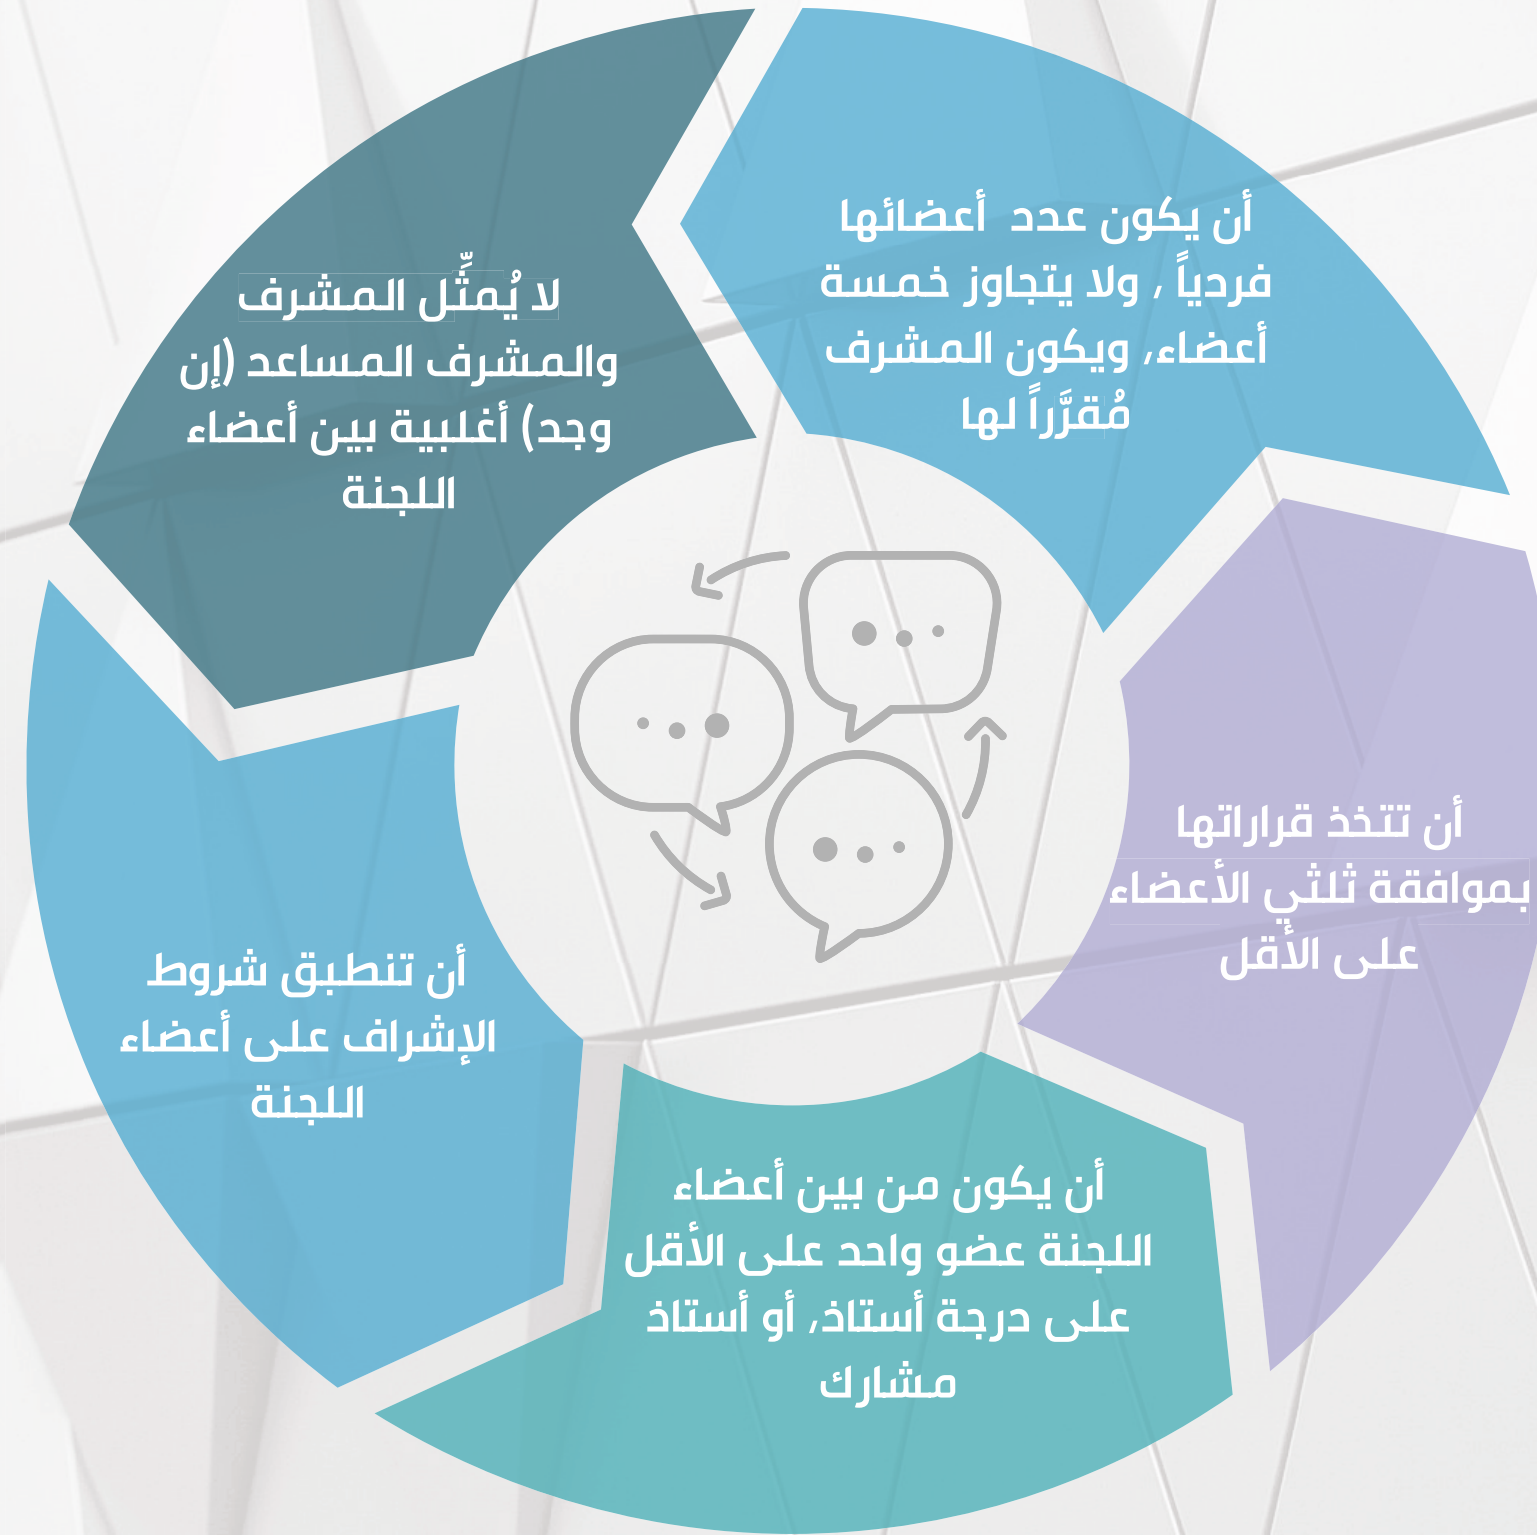 أن يكون عدد أعضائها
فردياً , ولا يتجاوز خمسة
أعضاء, ويكون المشرف
مُقرَّراً لها
لا يُمثِّل المشرف
والمشرف المساعد (إن
وجد) أغلبية بين أعضاء
اللجنة
أن تنطبق شروط
الإشراف على أعضاء
اللجنة
أن يكون من بين أعضاء
اللجنة عضو واحد على الأقل
على درجة أستاذ, أو أستاذ
مشارك
أن تتخذ قراراتها
بموافقة ثلثي الأعضاء
على الأقل